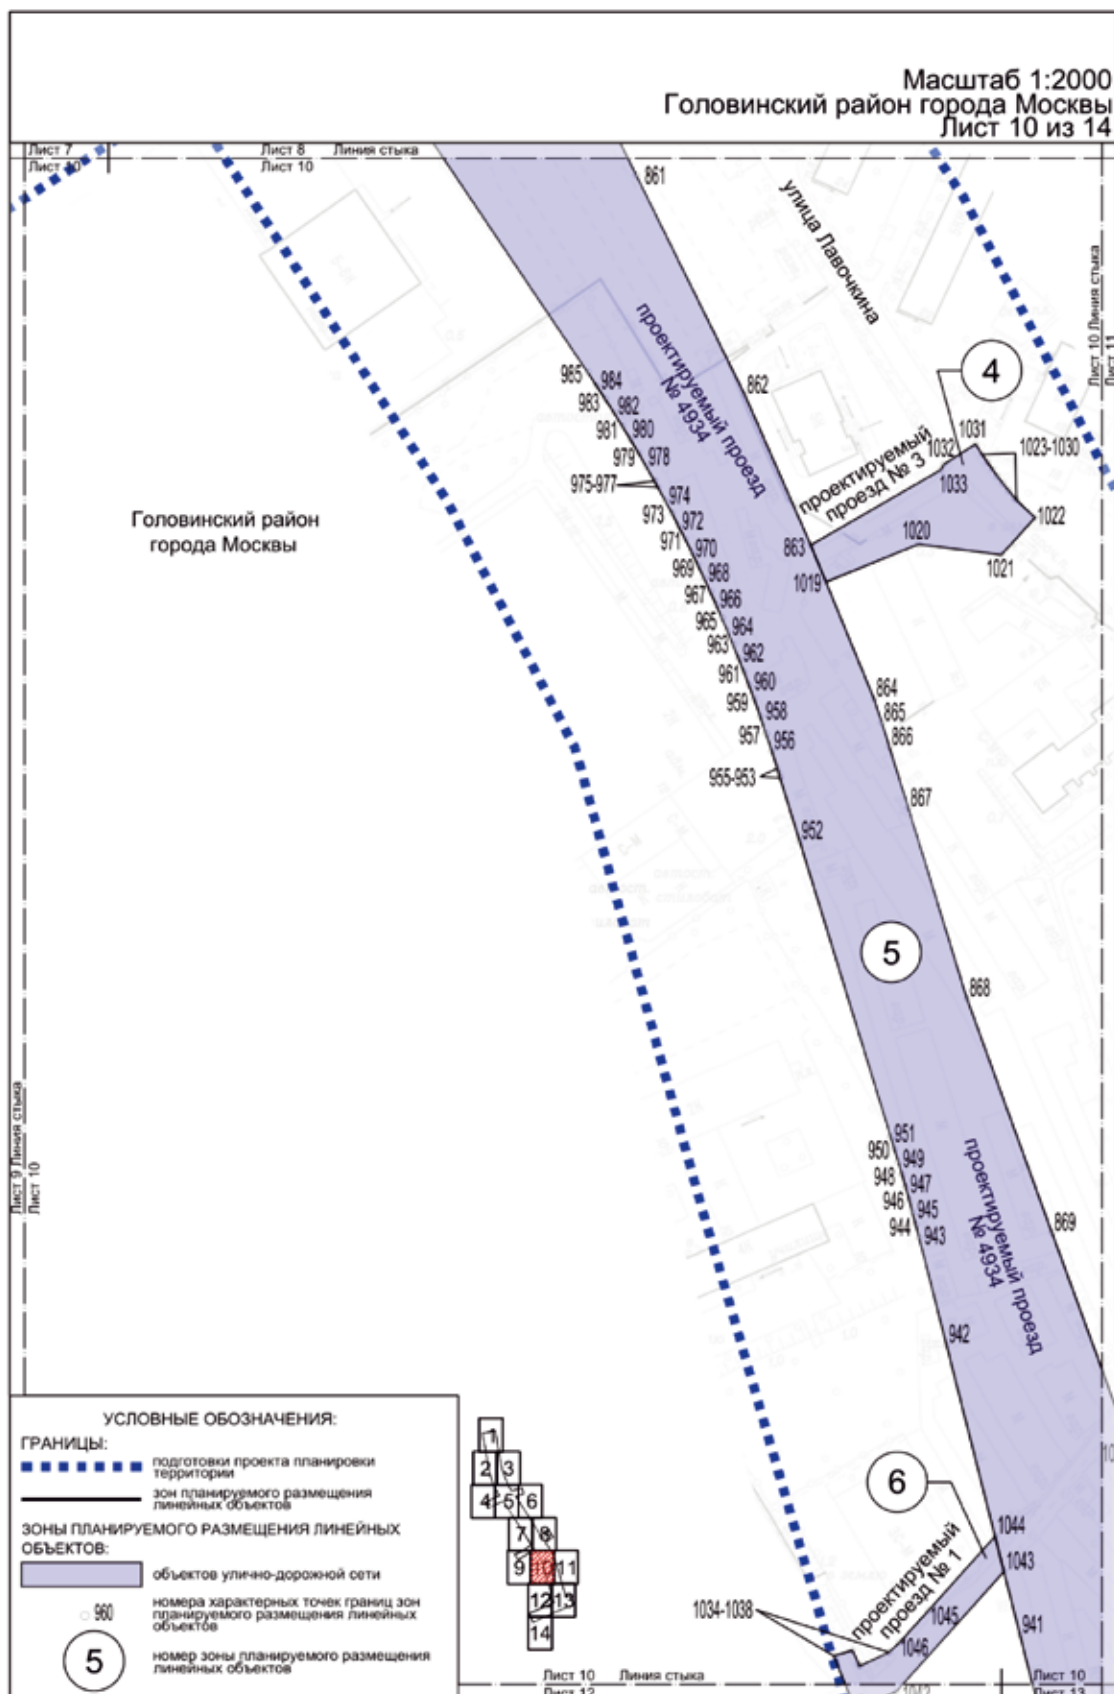 Масштаб 1:2000
Головинский район города Москвы
Лист 10 из 14
Лист 7
Лист 10
Лист 8 Линия стыка
Лист 10
861
улица Лавочкина
Лист 10 Линия стыка
Лист 11
проектируемый проезд
№ 4934
862
4
985
984
983
982
981
980
979
978
975-977
974
973
972
971
970
969
968
967
966
965
964
963
962
961
960
959
958
957
956
955-953
952
1031
1032
1023-1030
1033
проектируемый
проезд № 3
1022
1020
1021
863
1019
Головинский район
города Москвы
864
865
866
867
5
868
951
950
949
948
947
946
945
944
943
869
проектируемый проезд
№ 4934
942
Лист 9 Линия стыка
Лист 10
6
1044
1043
проектируемый
проезд № 1
1034-1038
1045
1046
941
1042
УСЛОВНЫЕ ОБОЗНАЧЕНИЯ:
ГРАНИЦЫ:
подготовки проекта планировки
территории
зон планируемого размещения
линейных объектов
ЗОНЫ ПЛАНИРУЕМОГО РАЗМЕЩЕНИЯ ЛИНЕЙНЫХ
ОБЪЕКТОВ:
объектов улично-дорожной сети
960
номера характерных точек границ зон
планируемого размещения линейных
объектов
5
номер зоны планируемого размещения
линейных объектов
1
2 3
4 5 6
7 8
9 10 11
12 13
14
Лист 10 Линия стыка
Лист 12
Лист 10
Лист 13